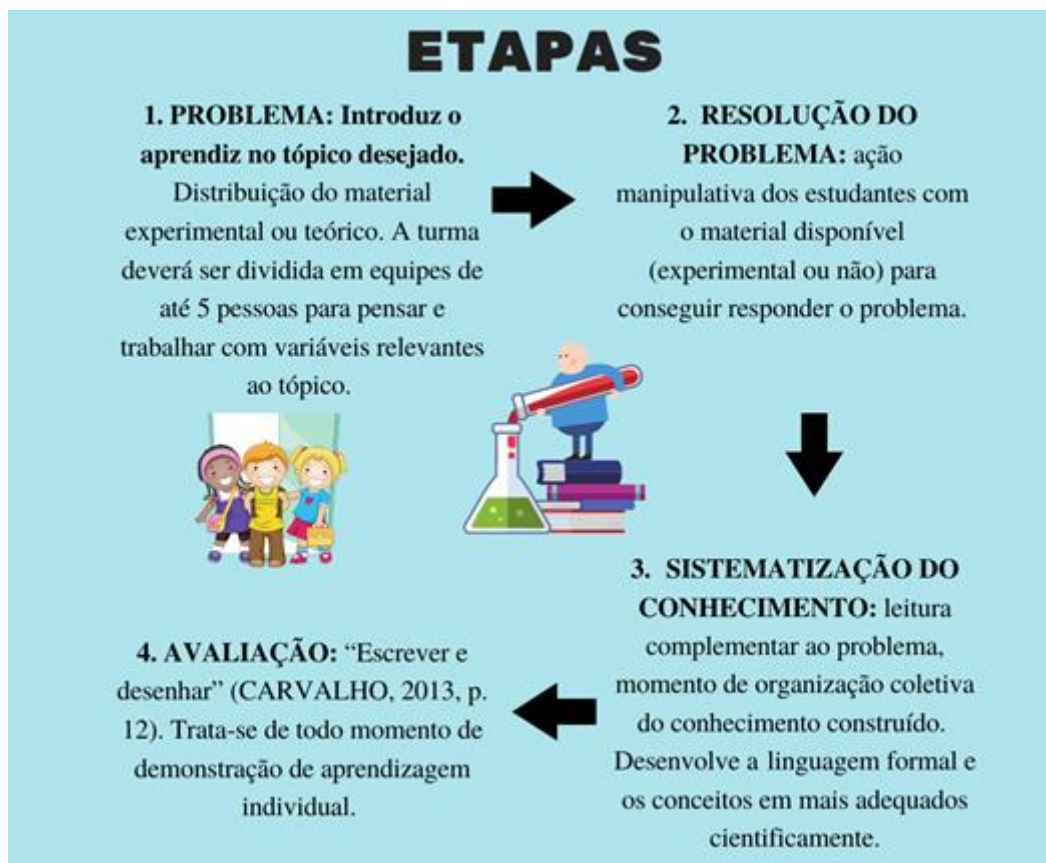 ETAPAS
1. PROBLEMA: Introduz o
aprendiz no tópico desejado.
Distribuição do material
experimental ou teórico. A turma
deverá ser dividida em equipes de
até 5 pessoas para pensar e
trabalhar com variáveis relevantes
ao tópico.
2. RESOLUÇÃO DO
PROBLEMA: ação
manipulativa dos estudantes com
o material disponível
(experimental ou não) para
conseguir responder o problema.
3. SISTEMATIZAÇÃO DO
CONHECIMENTO: leitura
complementar ao problema,
momento de organização coletiva
do conhecimento construído.
Desenvolve a linguagem formal e
os conceitos em mais adequados
cientificamente.
4. AVALIAÇÃO: “Escrever e
desenhar” (CARVALHO, 2013, p.
12). Trata-se de todo momento de
demonstração de aprendizagem
individual.